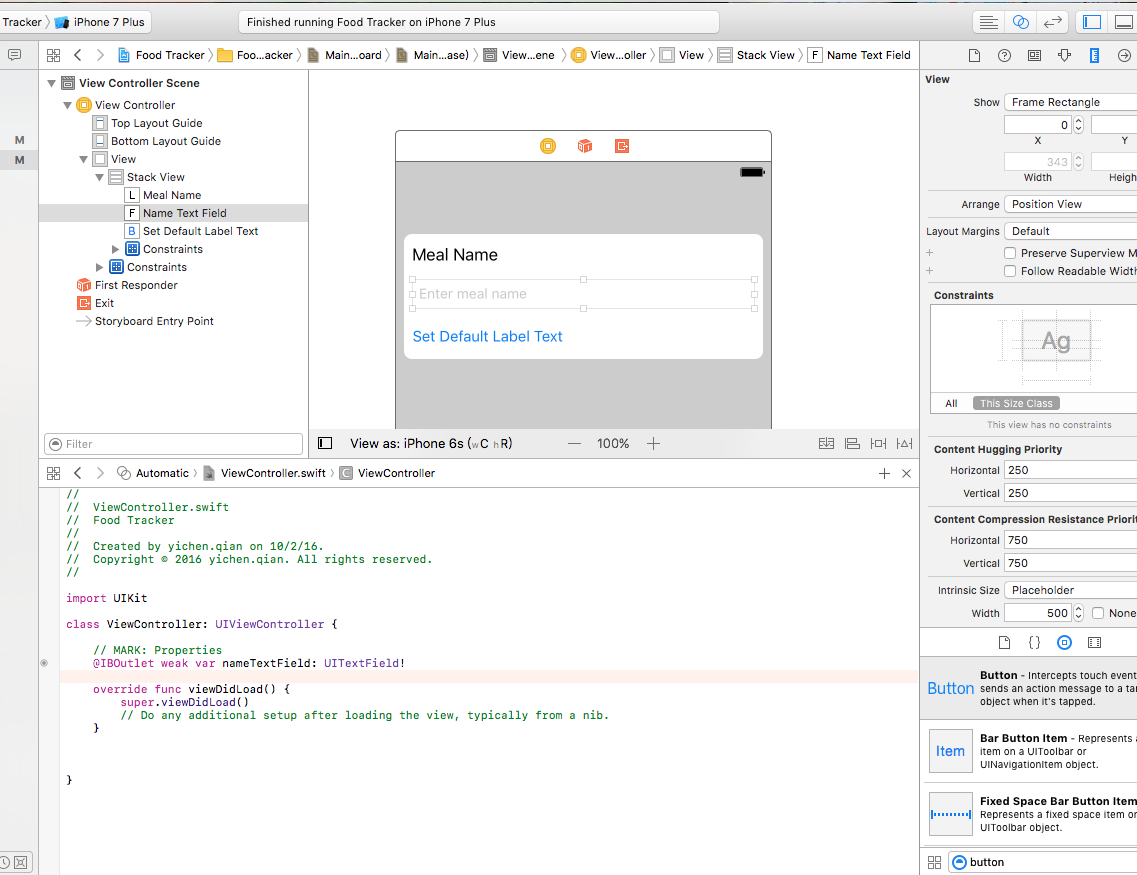 Tracker iPhone 7 Plus
Finished running Food Tracker on iPhone 7 Plus
Food Tracker Foo...acker Main...oard Main...ase) View...ene View...oller View Stack View F Name Text Field
M
M
View Controller Scene
View Controller
Top Layout Guide
Bottom Layout Guide
View
Stack View
L Meal Name
F Name Text Field
B Set Default Label Text
Constraints
Constraints
First Responder
Exit
Storyboard Entry Point
Filter
Meal Name
Enter meal name
Set Default Label Text
View as: iPhone 6s (wC hR)
100%
Automatic ViewController.swift C ViewController
//
//  ViewController.swift
//  Food Tracker
//
//  Created by yichen.qian on 10/2/16.
//  Copyright © 2016 yichen.qian. All rights reserved.
//
import UIKit
class ViewController: UIViewController {
// MARK: Properties
@IBOutlet weak var nameTextField: UITextField!
override func viewDidLoad() {
super.viewDidLoad()
// Do any additional setup after loading the view, typically from a nib.
}
}
View
Show Frame Rectangle
0
X Y
343
Width Heigh
Arrange Position View
Layout Margins Default
Preserve Superview M
Follow Readable Width
Constraints
Ag
All This Size Class
This view has no constraints
Content Hugging Priority
Horizontal 250
Vertical 250
Content Compression Resistance Priorit
Horizontal 750
Vertical 750
Intrinsic Size Placeholder
Width 500 None
Button
Button - Intercepts touch event
sends an action message to a ta
object when it's tapped.
Item
Bar Button Item - Represents a
item on a UIToolbar or
UINavigationItem object.
Fixed Space Bar Button Item
Represents a fixed space item on
UIToolbar object.
button